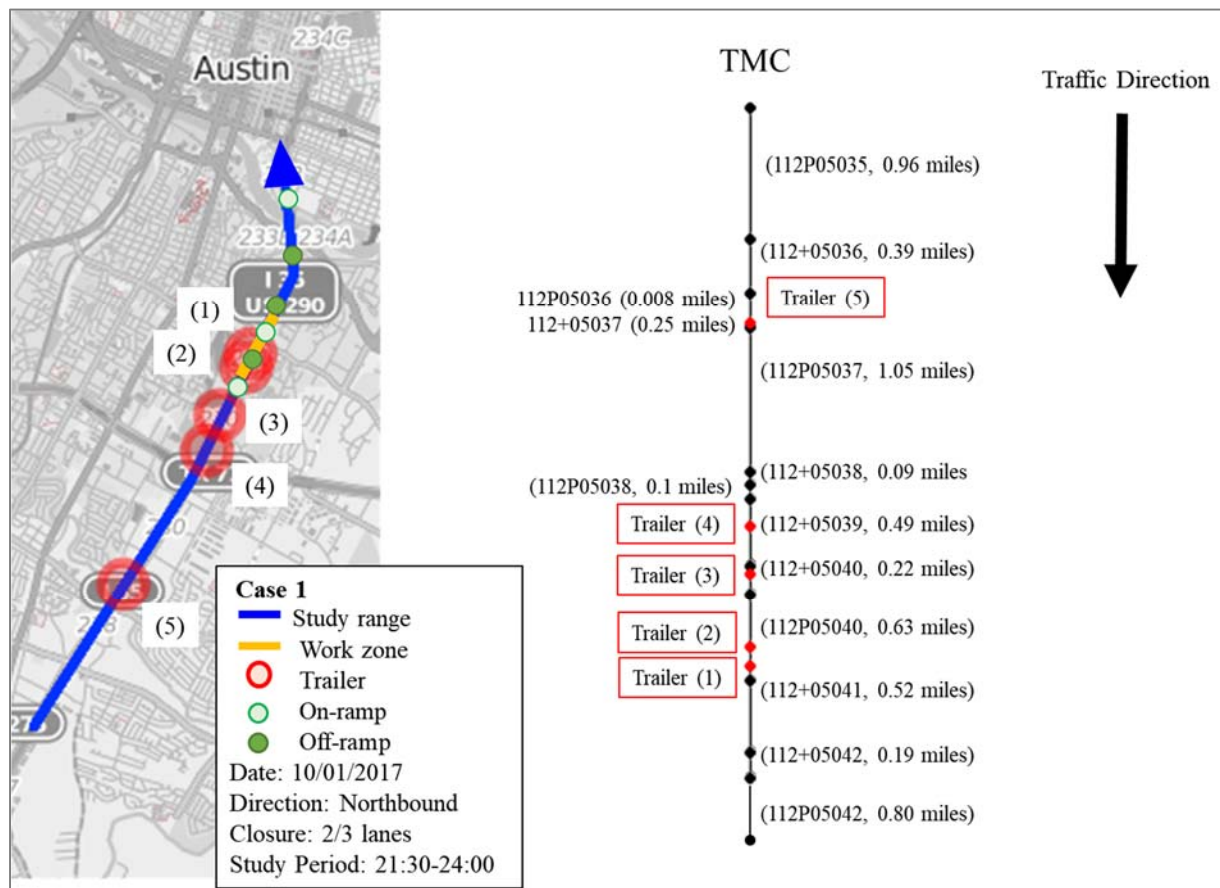 234C
Austin
233B 234A
I 35
US 290
(1)
(2)
(3)
(4)
(5)
Case 1
Study range
Work zone
Trailer
On-ramp
Off-ramp
Date: 10/01/2017
Direction: Northbound
Closure: 2/3 lanes
Study Period: 21:30-24:00
TMC
Traffic Direction
(112P05035, 0.96 miles)
(112+05036, 0.39 miles)
112P05036 (0.008 miles)
Trailer (5)
112+05037 (0.25 miles)
(112P05037, 1.05 miles)
(112+05038, 0.09 miles
(112P05038, 0.1 miles)
Trailer (4)
(112+05039, 0.49 miles)
Trailer (3)
(112+05040, 0.22 miles)
Trailer (2)
(112P05040, 0.63 miles)
Trailer (1)
(112+05041, 0.52 miles)
(112+05042, 0.19 miles)
(112P05042, 0.80 miles)